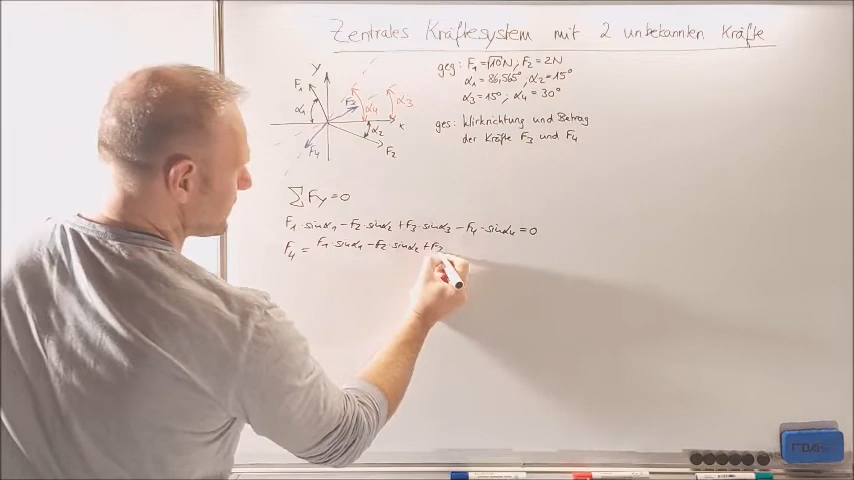 Zentrales Kräftesystem mit 2 unbekannten Kräfte
geg: F₁=√10 N; F₂=2N
α₁=86,565°, α₂=15°
α₃=15°; α₄=30°
ges: Wirkrichtung und Betrag
der Kräfte F₃ und F₄
y
F₁
α₁
F₃
α₄
α₃
x
α₂
F₄
F₂
∑Fy=0
F₁·sinα₁-F₂·sinα₂+F₃·sinα₃-F₄·sinα₄=0
F₄=F₁·sinα₁-F₂·sinα₂+F₃